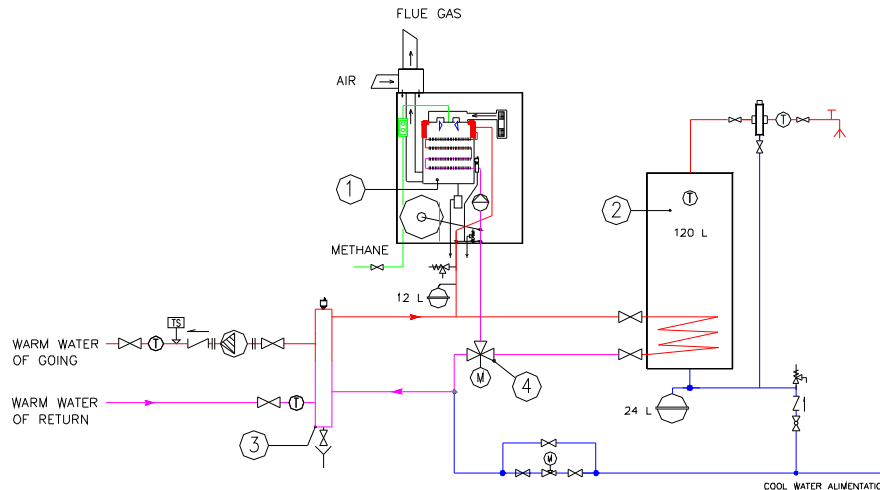 FLUE GAS
AIR
1
METHANE
12 L
2
T
120 L
T
TS
WARM WATER
OF GOING
T
M
4
WARM WATER
OF RETURN
T
3
24 L
M
COOL WATER ALIMENTATIO